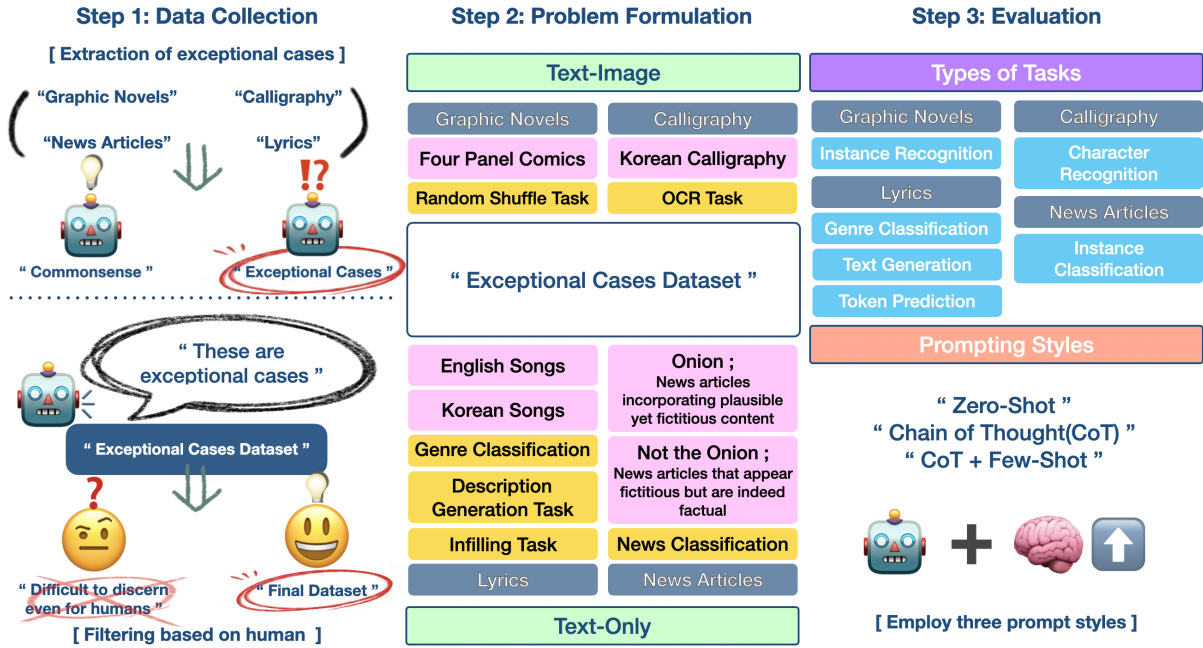 Step 1: Data Collection
[ Extraction of exceptional cases ]
“Graphic Novels”
“Calligraphy”
“News Articles”
“Lyrics”
!?
“ Commonsense ”
“ Exceptional Cases ”
“ These are
exceptional cases ”
“ Exceptional Cases Dataset ”
?
“ Difficult to discern
even for humans ”
“ Final Dataset ”
[ Filtering based on human ]
Step 2: Problem Formulation
Text-Image
Graphic Novels
Calligraphy
Four Panel Comics
Korean Calligraphy
Random Shuffle Task
OCR Task
“ Exceptional Cases Dataset ”
English Songs
Korean Songs
Genre Classification
Description
Generation Task
Infilling Task
Lyrics
Onion ;
News articles
incorporating plausible
yet fictitious content
Not the Onion ;
News articles that appear
fictitious but are indeed
factual
News Classification
News Articles
Text-Only
Step 3: Evaluation
Types of Tasks
Graphic Novels
Instance Recognition
Lyrics
Genre Classification
Text Generation
Token Prediction
Calligraphy
Character
Recognition
News Articles
Instance
Classification
Prompting Styles
“ Zero-Shot ”
“ Chain of Thought(CoT) ”
“ CoT + Few-Shot ”
[ Employ three prompt styles ]